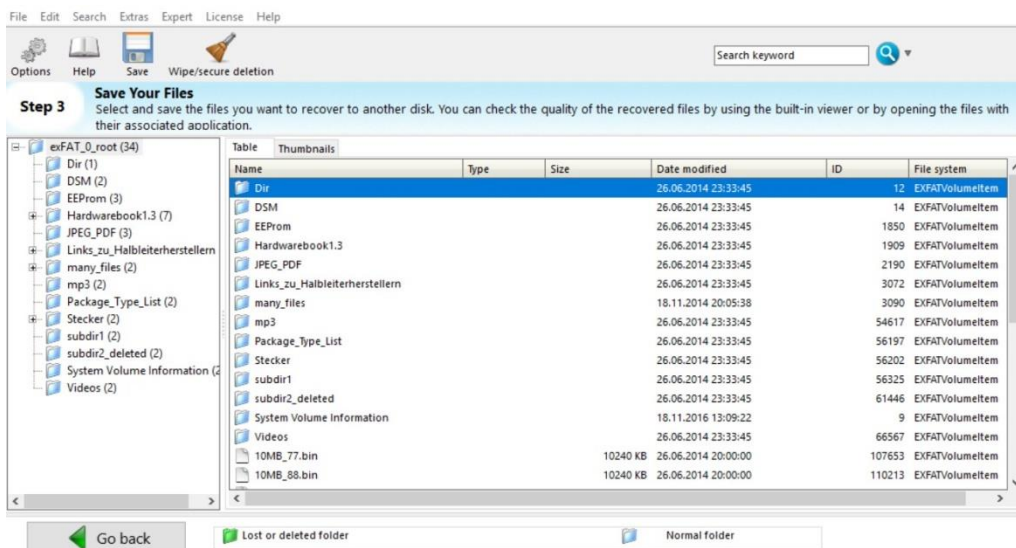 File Edit Search Extras Expert License Help
Search keyword
Options Help Save Wipe/secure deletion
Step 3
Save Your Files
Select and save the files you want to recover to another disk. You can check the quality of the recovered files by using the built-in viewer or by opening the files with
their associated application.
exFAT_0_root (34)
Dir (1)
DSM (2)
EEProm (3)
Hardwarebook1.3 (7)
JPEG_PDF (3)
Links_zu_Halbleiterherstellern
many_files (2)
mp3 (2)
Package_Type_List (2)
Stecker (2)
subdir1 (2)
subdir2_deleted (2)
System Volume Information (2
Videos (2)
Table Thumbnails
Name Type Size Date modified ID File system
Dir 26.06.2014 23:33:45 12 EXFATVolumeItem
DSM 26.06.2014 23:33:45 14 EXFATVolumeItem
EEProm 26.06.2014 23:33:45 1850 EXFATVolumeItem
Hardwarebook1.3 26.06.2014 23:33:45 1909 EXFATVolumeItem
JPEG_PDF 26.06.2014 23:33:45 2190 EXFATVolumeItem
Links_zu_Halbleiterherstellern 26.06.2014 23:33:45 3072 EXFATVolumeItem
many_files 18.11.2014 20:05:38 3090 EXFATVolumeItem
mp3 26.06.2014 23:33:45 54617 EXFATVolumeItem
Package_Type_List 26.06.2014 23:33:45 56197 EXFATVolumeItem
Stecker 26.06.2014 23:33:45 56202 EXFATVolumeItem
subdir1 26.06.2014 23:33:45 56325 EXFATVolumeItem
subdir2_deleted 26.06.2014 23:33:45 61446 EXFATVolumeItem
System Volume Information 18.11.2016 13:09:22 9 EXFATVolumeItem
Videos 26.06.2014 23:33:45 66567 EXFATVolumeItem
10MB_77.bin 10240 KB 26.06.2014 20:00:00 107653 EXFATVolumeItem
10MB_88.bin 10240 KB 26.06.2014 20:00:00 110213 EXFATVolumeItem
Go back
Lost or deleted folder Normal folder